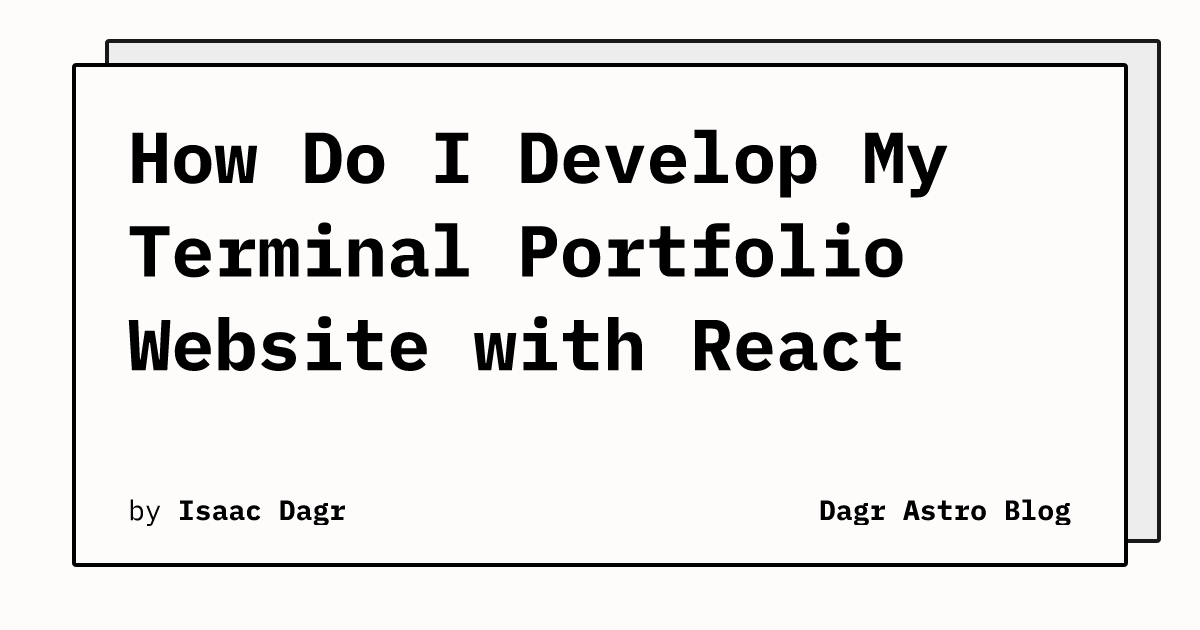 How Do I Develop My
Terminal Portfolio
Website with React
by Isaac Dagr
Dagr Astro Blog